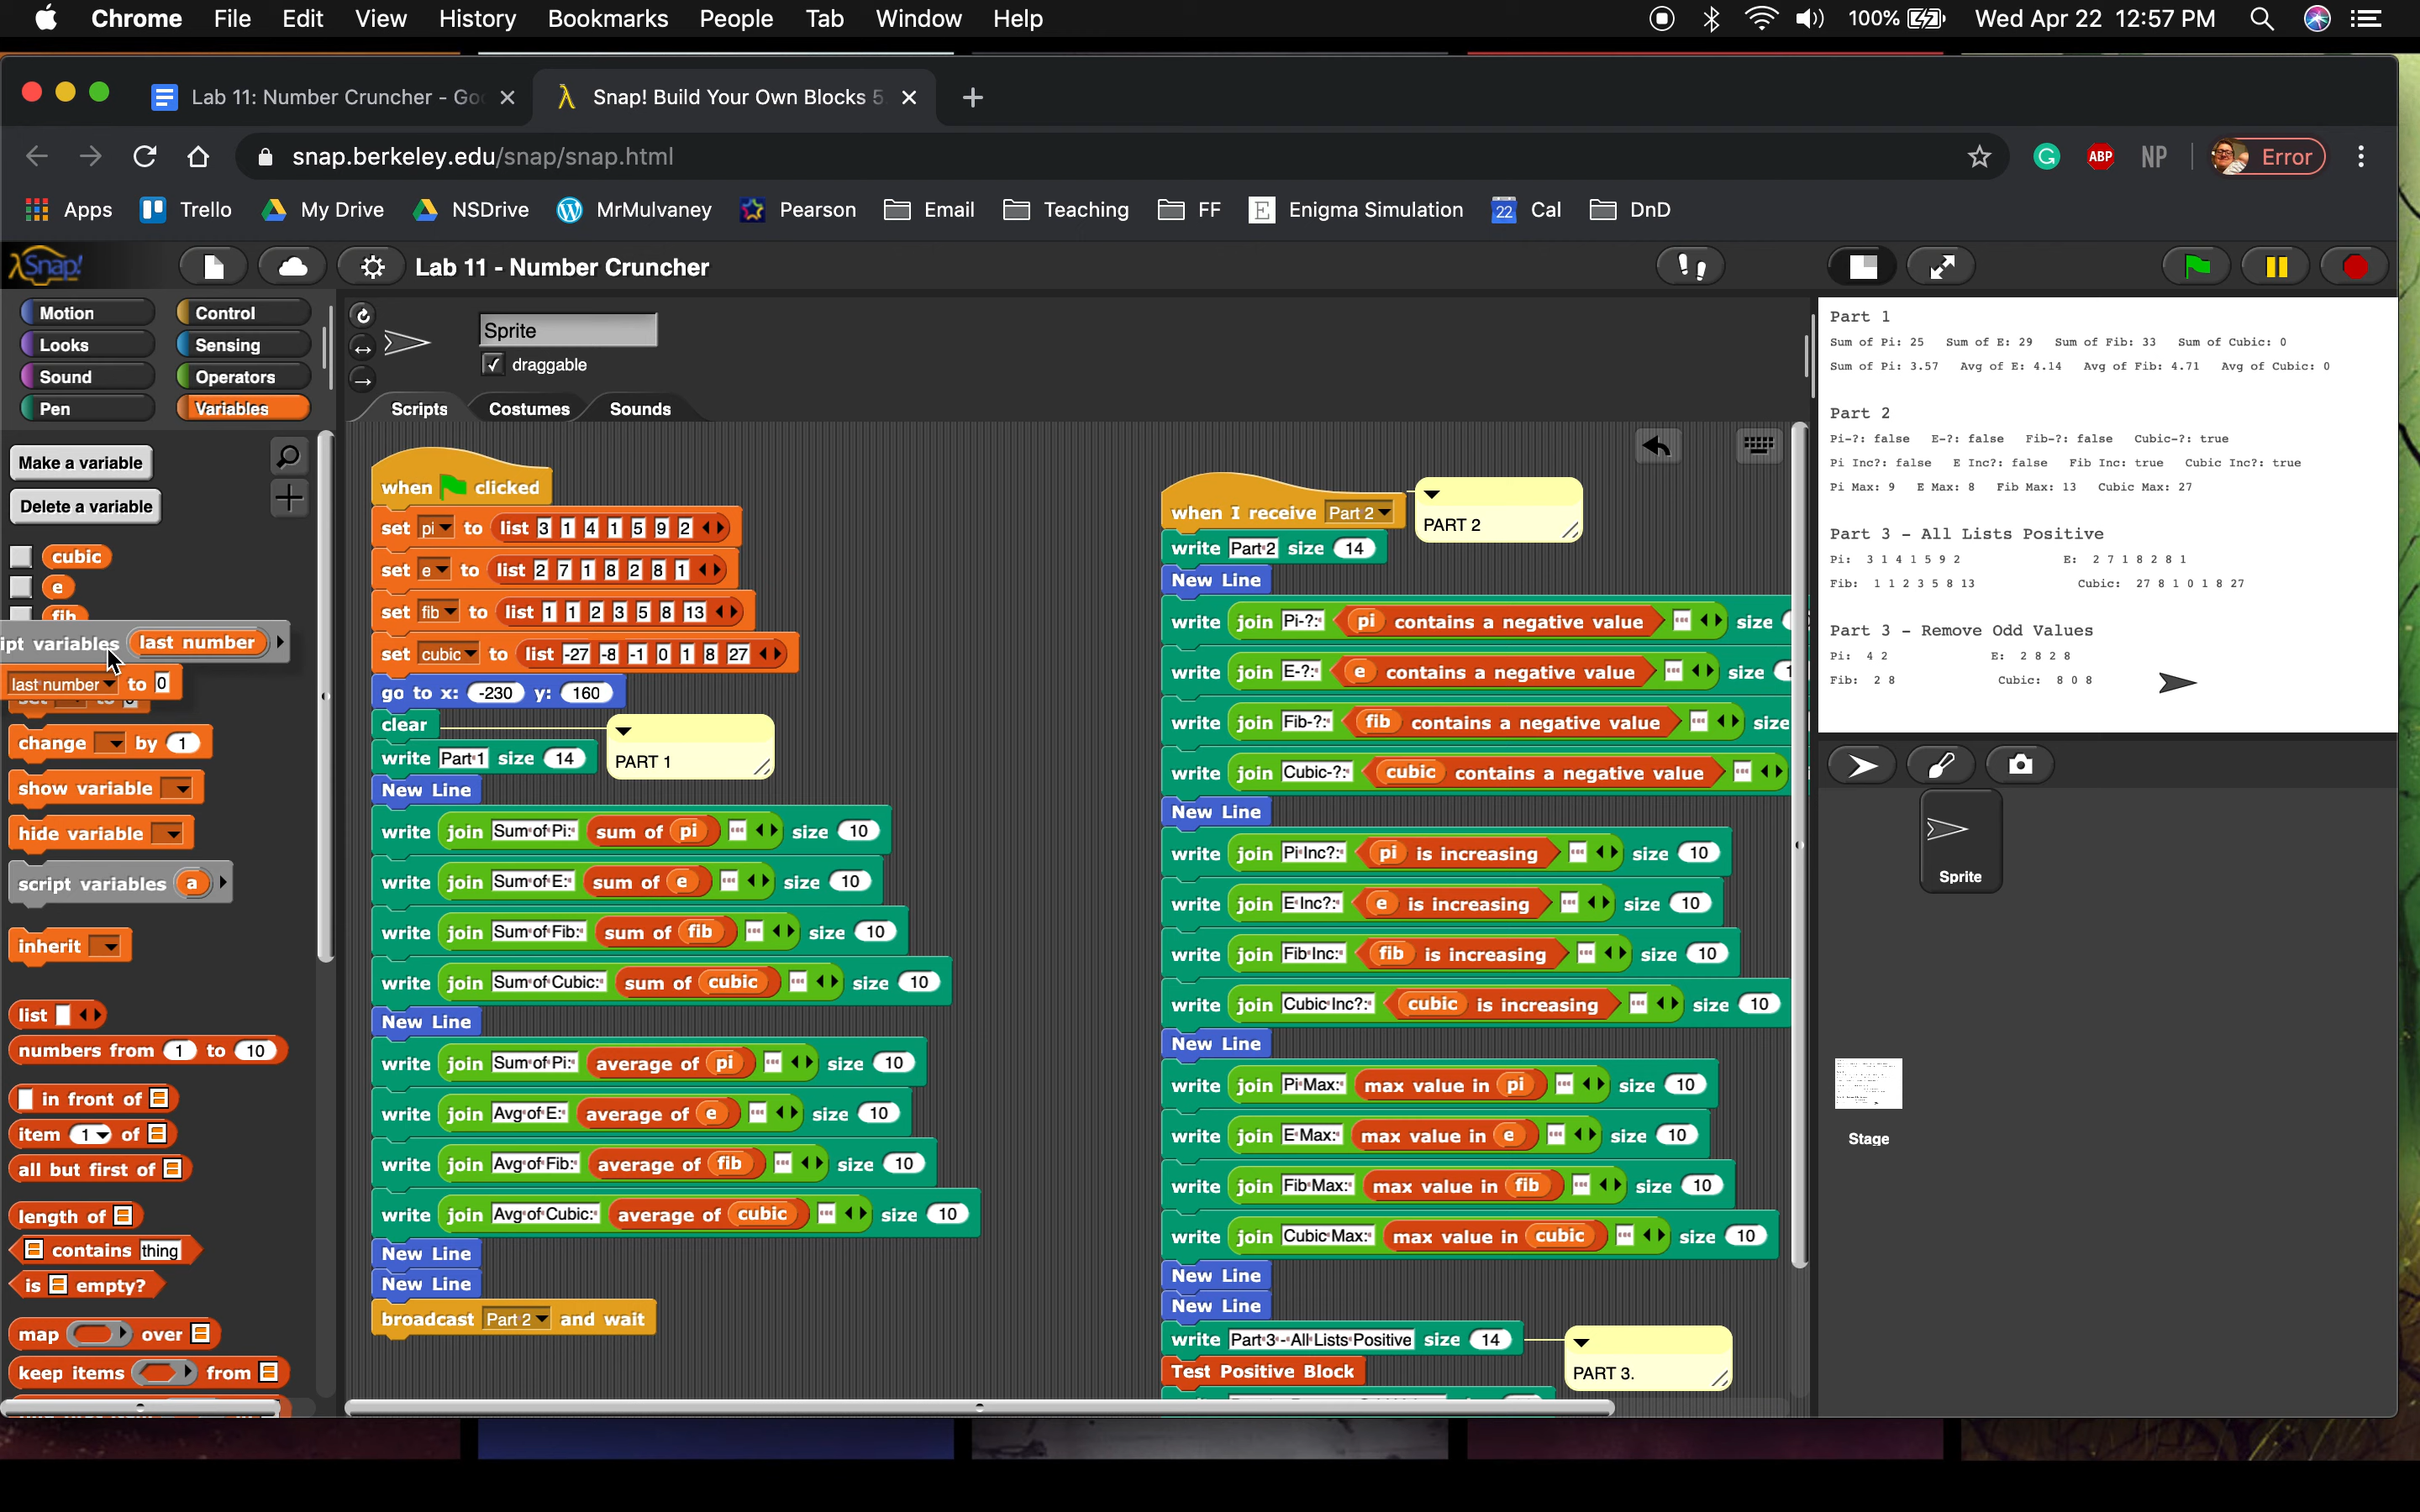 Chrome File Edit View History Bookmarks People Tab Window Help 100% Wed Apr 22 12:57 PM
Lab 11: Number Cruncher - Goo
Snap! Build Your Own Blocks 5.
snap.berkeley.edu/snap/snap.html
ABP NP Error
Apps Trello My Drive NSDrive MrMulvaney Pearson Email Teaching FF Enigma Simulation 22 Cal DnD
Snap! Lab 11 - Number Cruncher
Motion Control
Looks Sensing
Sound Operators
Pen Variables
Make a variable
Delete a variable
cubic
e
fib
ipt variables last number
last number to 0
change by 1
show variable
hide variable
script variables a
inherit
list
numbers from 1 to 10
in front of
item 1 of
all but first of
length of
contains thing
is empty?
map over
keep items from
Sprite
draggable
Scripts Costumes Sounds
when clicked
set pi to list 3 1 4 1 5 9 2
set e to list 2 7 1 8 2 8 1
set fib to list 1 1 2 3 5 8 13
set cubic to list -27 -8 -1 0 1 8 27
go to x: -230 y: 160
clear
write Part 1 size 14
PART 1
New Line
write join Sum of Pi: sum of pi size 10
write join Sum of E: sum of e size 10
write join Sum of Fib: sum of fib size 10
write join Sum of Cubic: sum of cubic size 10
New Line
write join Sum of Pi: average of pi size 10
write join Avg of E: average of e size 10
write join Avg of Fib: average of fib size 10
write join Avg of Cubic: average of cubic size 10
New Line
New Line
broadcast Part 2 and wait
when I receive Part 2
PART 2
write Part 2 size 14
New Line
write join Pi-?: pi contains a negative value size
write join E-?: e contains a negative value size
write join Fib-?: fib contains a negative value size
write join Cubic-?: cubic contains a negative value
New Line
write join Pi Inc?: pi is increasing size 10
write join E Inc?: e is increasing size 10
write join Fib Inc: fib is increasing size 10
write join Cubic Inc?: cubic is increasing size 10
New Line
write join Pi Max: max value in pi size 10
write join E Max: max value in e size 10
write join Fib Max: max value in fib size 10
write join Cubic Max: max value in cubic size 10
New Line
New Line
write Part 3 - All Lists Positive size 14
PART 3.
Test Positive Block
Part 1
Sum of Pi: 25 Sum of E: 29 Sum of Fib: 33 Sum of Cubic: 0
Sum of Pi: 3.57 Avg of E: 4.14 Avg of Fib: 4.71 Avg of Cubic: 0
Part 2
Pi-?: false E-?: false Fib-?: false Cubic-?: true
Pi Inc?: false E Inc?: false Fib Inc: true Cubic Inc?: true
Pi Max: 9 E Max: 8 Fib Max: 13 Cubic Max: 27
Part 3 - All Lists Positive
Pi: 3 1 4 1 5 9 2 E: 2 7 1 8 2 8 1
Fib: 1 1 2 3 5 8 13 Cubic: 27 8 1 0 1 8 27
Part 3 - Remove Odd Values
Pi: 4 2 E: 2 8 2 8
Fib: 2 8 Cubic: 8 0 8
Sprite
Stage